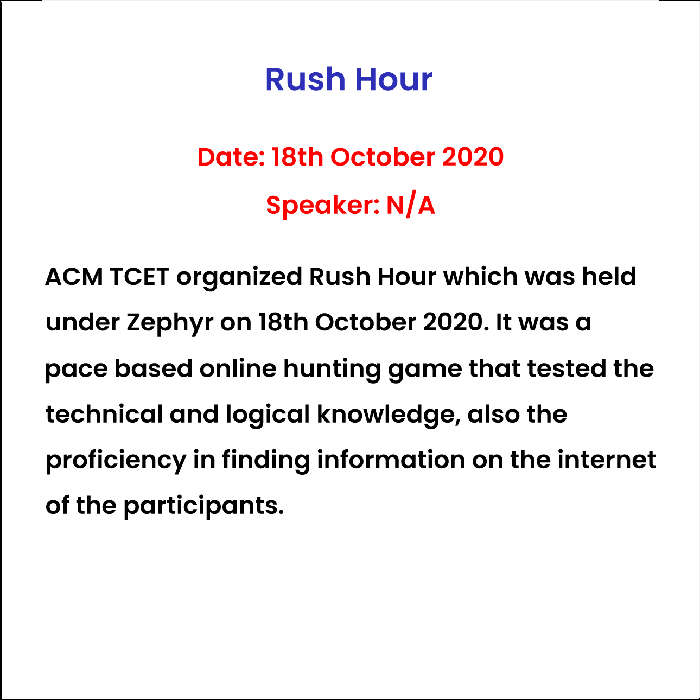 Rush Hour
Date: 18th October 2020
Speaker: N/A
ACM TCET organized Rush Hour which was held
under Zephyr on 18th October 2020. It was a
pace based online hunting game that tested the
technical and logical knowledge, also the
proficiency in finding information on the internet
of the participants.